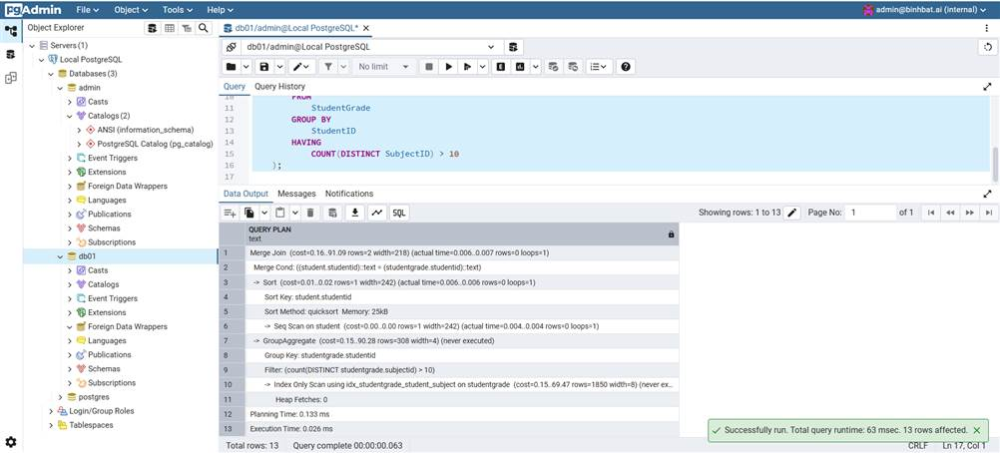 pgAdmin File Object Tools Help admin@binhbat.ai (internal)
Object Explorer
Servers (1)
Local PostgreSQL
Databases (3)
admin
Casts
Catalogs (2)
ANSI (information_schema)
PostgreSQL Catalog (pg_catalog)
Event Triggers
Extensions
Foreign Data Wrappers
Languages
Publications
Schemas
Subscriptions
db01
Casts
Catalogs
Event Triggers
Extensions
Foreign Data Wrappers
Languages
Publications
Schemas
Subscriptions
postgres
Login/Group Roles
Tablespaces
db01/admin@Local PostgreSQL*
db01/admin@Local PostgreSQL
No limit
Query Query History
10 FROM
11 StudentGrade
12 GROUP BY
13 StudentID
14 HAVING
15 COUNT(DISTINCT SubjectID) > 10
16 );
17
Data Output Messages Notifications
SQL Showing rows: 1 to 13 Page No: 1 of 1
QUERY PLAN
text
1 Merge Join (cost=0.16..91.09 rows=2 width=218) (actual time=0.006..0.007 rows=0 loops=1)
2 Merge Cond: ((student.studentid)::text = (studentgrade.studentid)::text)
3 -> Sort (cost=0.01..0.02 rows=1 width=242) (actual time=0.006..0.006 rows=0 loops=1)
4 Sort Key: student.studentid
5 Sort Method: quicksort Memory: 25kB
6 -> Seq Scan on student (cost=0.00..0.00 rows=1 width=242) (actual time=0.004..0.004 rows=0 loops=1)
7 -> GroupAggregate (cost=0.15..90.28 rows=308 width=4) (never executed)
8 Group Key: studentgrade.studentid
9 Filter: (count(DISTINCT studentgrade.subjectid) > 10)
10 -> Index Only Scan using idx_studentgrade_student_subject on studentgrade (cost=0.15..69.47 rows=1850 width=8) (never ex...
11 Heap Fetches: 0
12 Planning Time: 0.133 ms
13 Execution Time: 0.026 ms
Successfully run. Total query runtime: 63 msec. 13 rows affected.
Total rows: 13 Query complete 00:00:00.063 CRLF Ln 17, Col 1